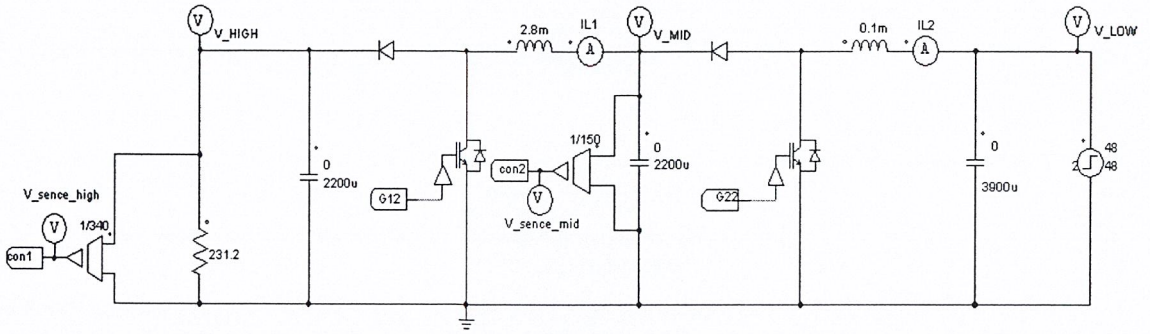 V
V_HIGH
2.8m
IL1
A
V
V_MID
0.1m
IL2
A
V
V_LOW
0
2200u
G12
1/150
con2
V
V_sence_mid
0
2200u
G22
0
3900u
48
2
48
V_sence_high
V
1/340
con1
231.2